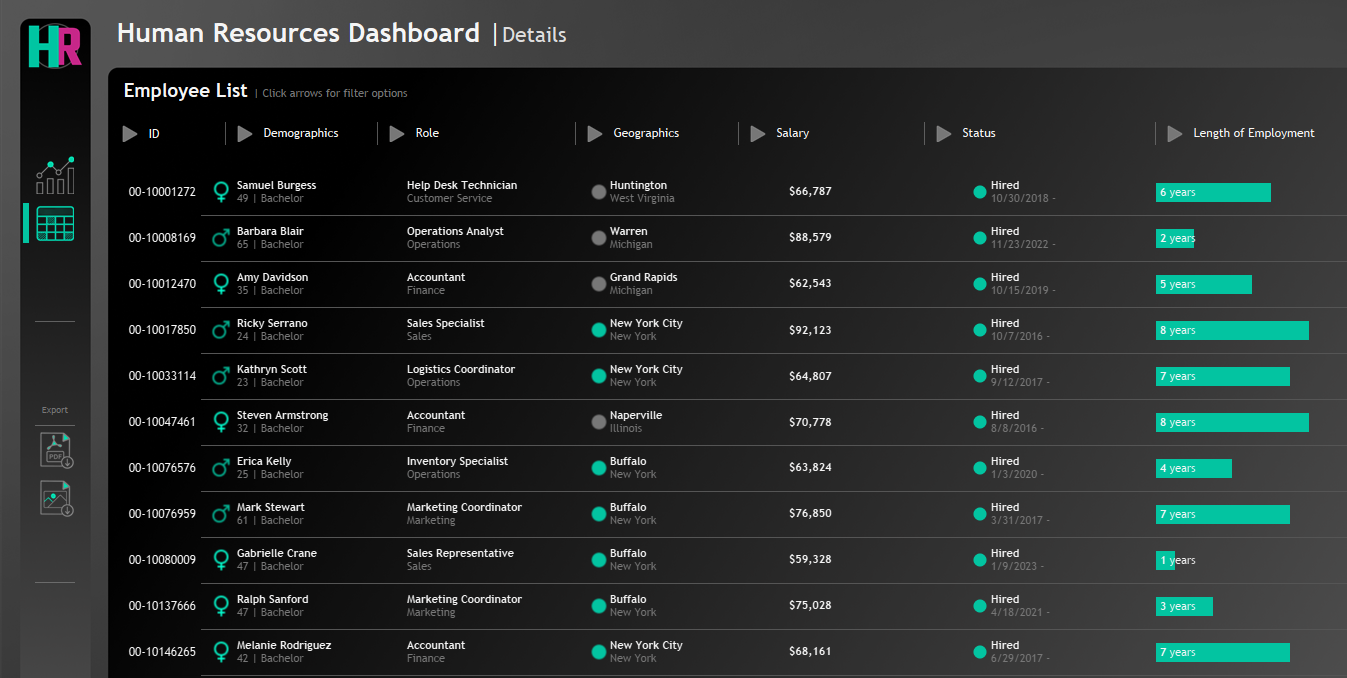 HR
Human Resources Dashboard | Details
Employee List | Click arrows for filter options
ID Demographics Role Geographics Salary Status Length of Employment
00-10001272 Samuel Burgess Help Desk Technician Huntington $66,787 Hired 6 years
49 | Bachelor Customer Service West Virginia 10/30/2018 -
00-10008169 Barbara Blair Operations Analyst Warren $88,579 Hired 2 years
65 | Bachelor Operations Michigan 11/23/2022 -
00-10012470 Amy Davidson Accountant Grand Rapids $62,543 Hired 5 years
35 | Bachelor Finance Michigan 10/15/2019 -
00-10017850 Ricky Serrano Sales Specialist New York City $92,123 Hired 8 years
24 | Bachelor Sales New York 10/7/2016 -
00-10033114 Kathryn Scott Logistics Coordinator New York City $64,807 Hired 7 years
23 | Bachelor Operations New York 9/12/2017 -
Export
00-10047461 Steven Armstrong Accountant Naperville $70,778 Hired 8 years
32 | Bachelor Finance Illinois 8/8/2016 -
PDF
00-10076576 Erica Kelly Inventory Specialist Buffalo $63,824 Hired 4 years
25 | Bachelor Operations New York 1/3/2020 -
00-10076959 Mark Stewart Marketing Coordinator Buffalo $76,850 Hired 7 years
61 | Bachelor Marketing New York 3/31/2017 -
00-10080009 Gabrielle Crane Sales Representative Buffalo $59,328 Hired 1 years
47 | Bachelor Sales New York 1/9/2023 -
00-10137666 Ralph Sanford Marketing Coordinator Buffalo $75,028 Hired 3 years
47 | Bachelor Marketing New York 4/18/2021 -
00-10146265 Melanie Rodriguez Accountant New York City $68,161 Hired 7 years
42 | Bachelor Finance New York 6/29/2017 -